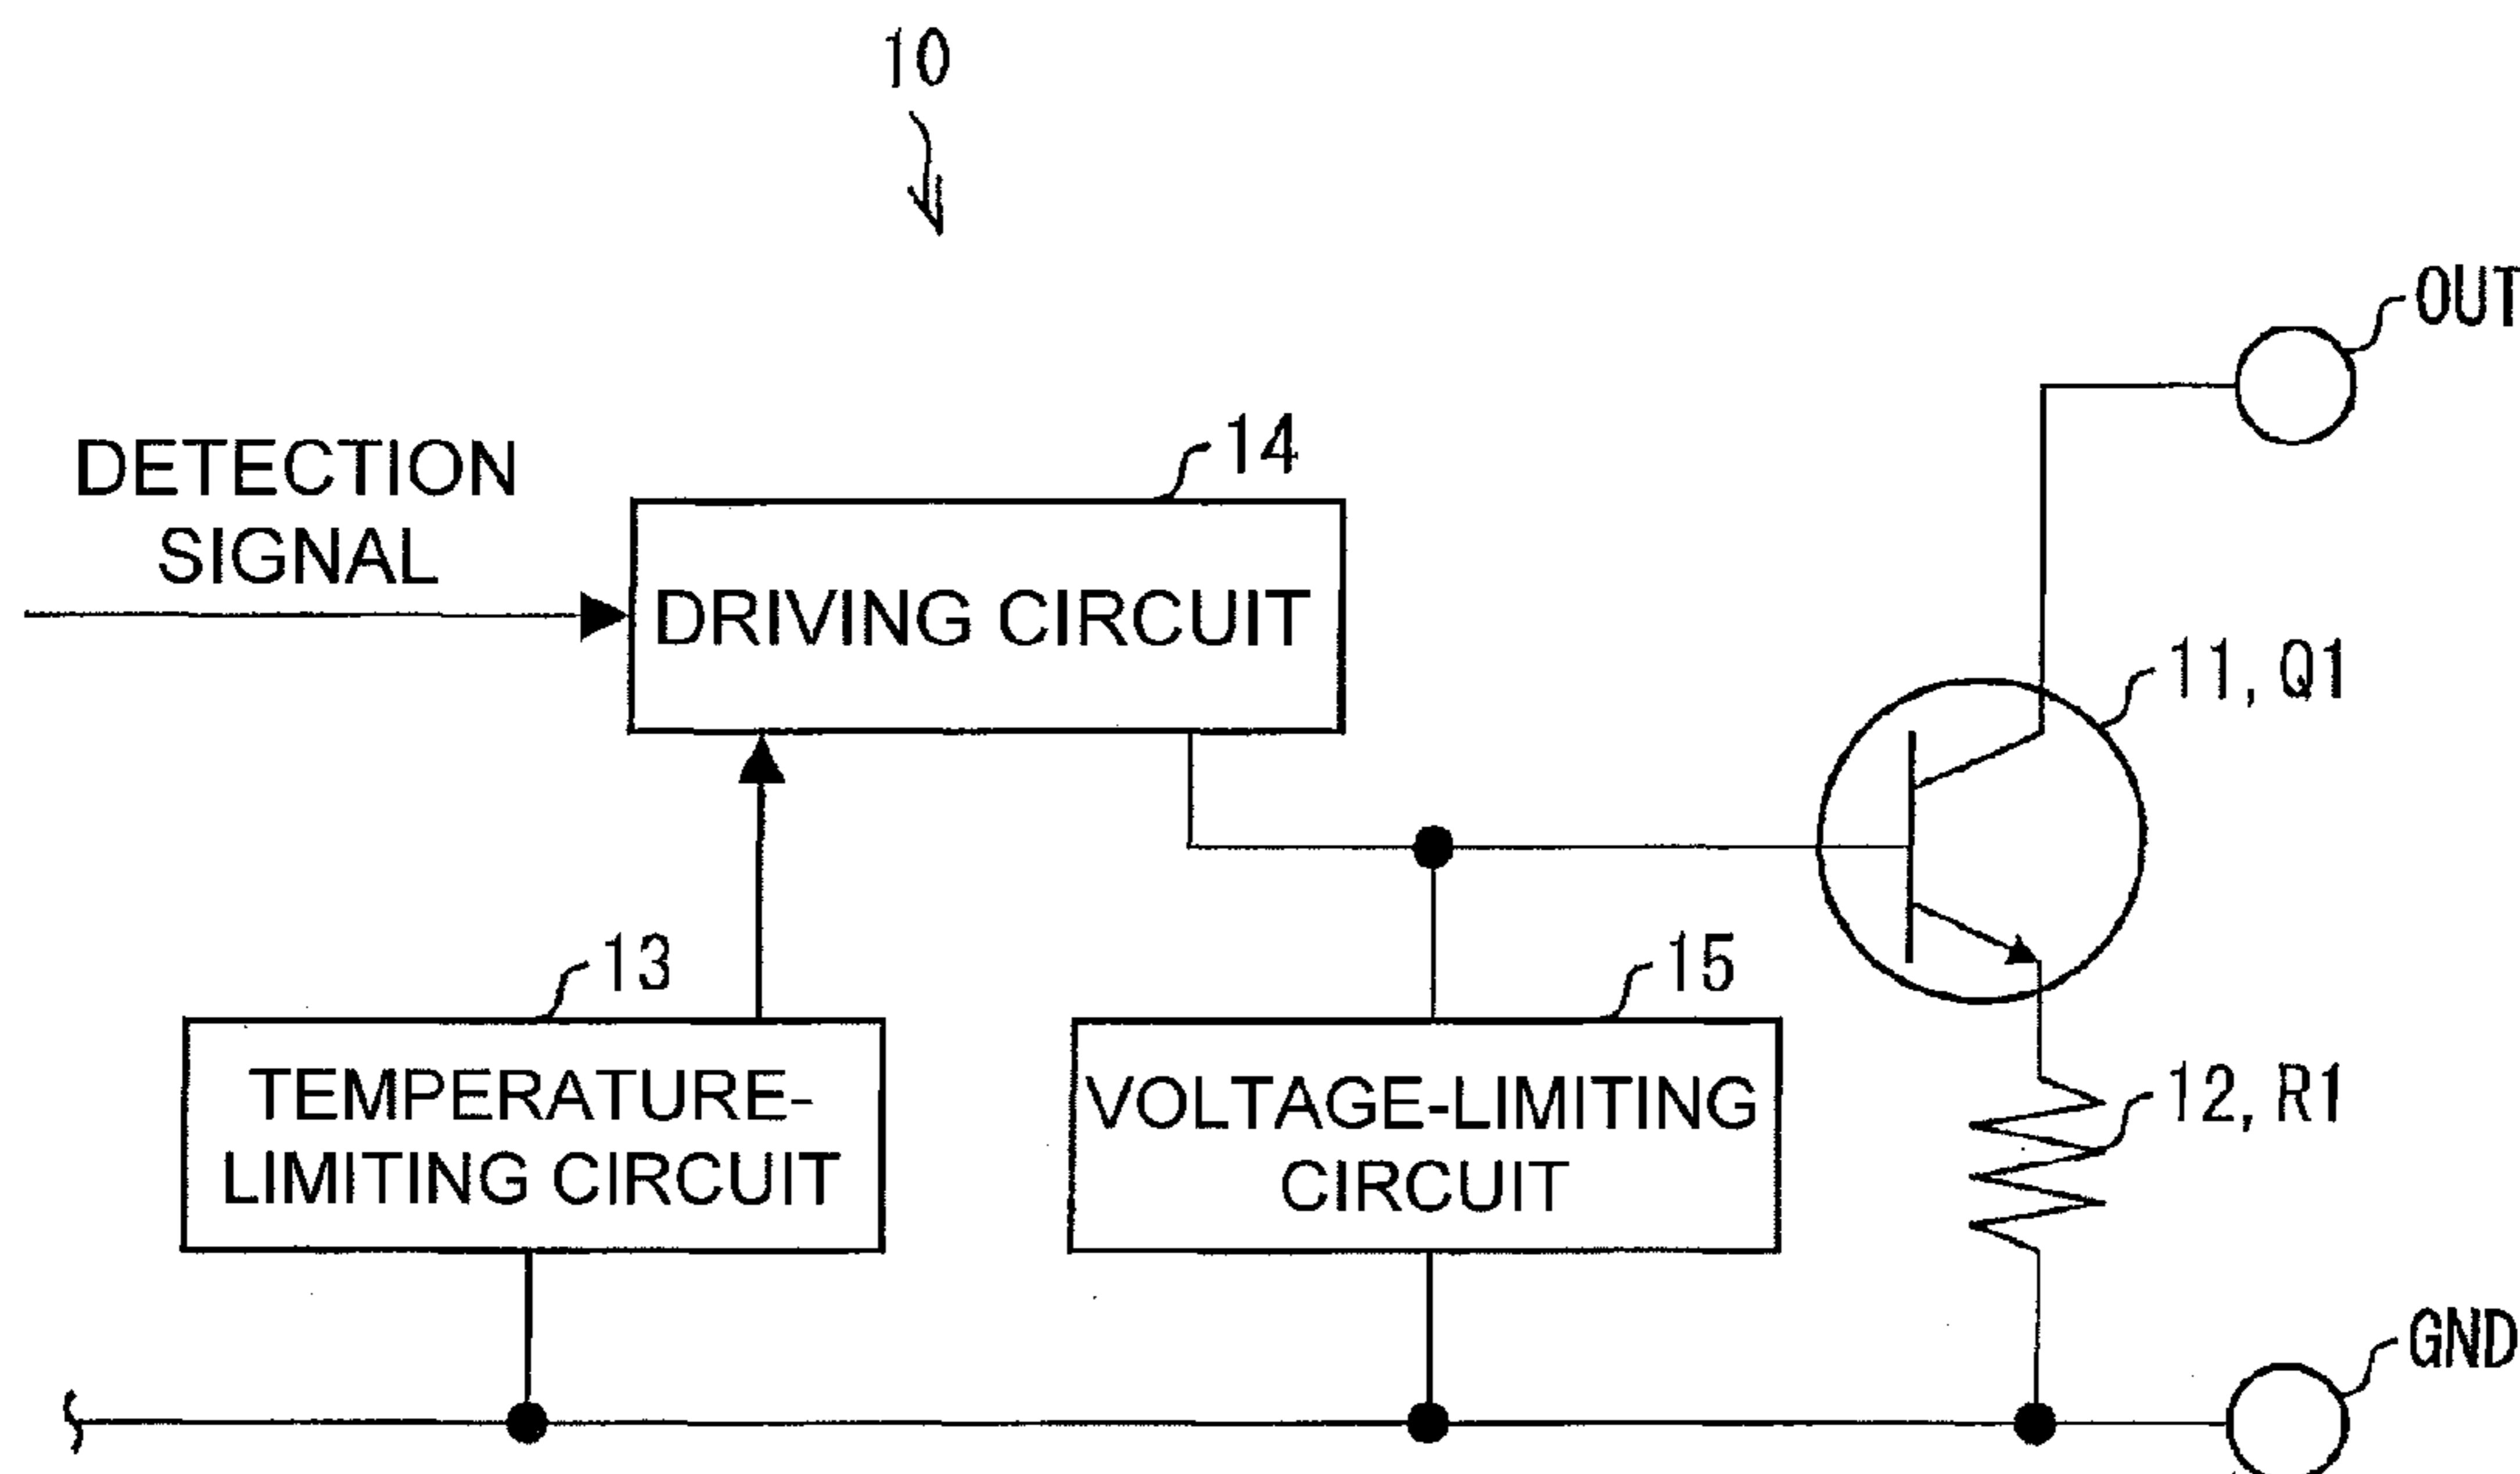 10
OUT
14
DETECTION
SIGNAL
DRIVING CIRCUIT
11, Q1
13
15
TEMPERATURE-
LIMITING CIRCUIT
VOLTAGE-LIMITING
CIRCUIT
12, R1
GND